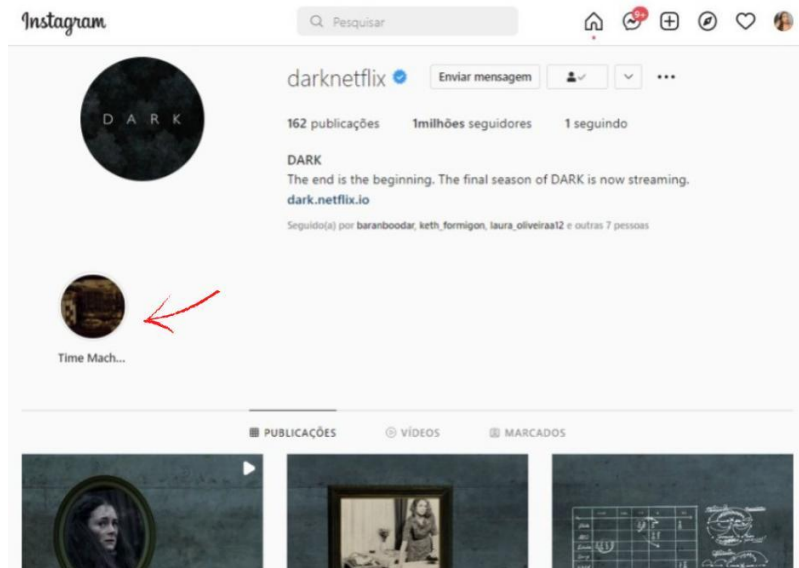 Instagram
Pesquisar
9+
darknetflix
Enviar mensagem
DARK
162 publicações 1milhões seguidores 1 seguindo
DARK
The end is the beginning. The final season of DARK is now streaming.
dark.netflix.io
Seguido(a) por baranboodar, keth_formigon, laura_oliveiraa12 e outras 7 pessoas
Time Mach...
PUBLICAÇÕES
VÍDEOS
MARCADOS